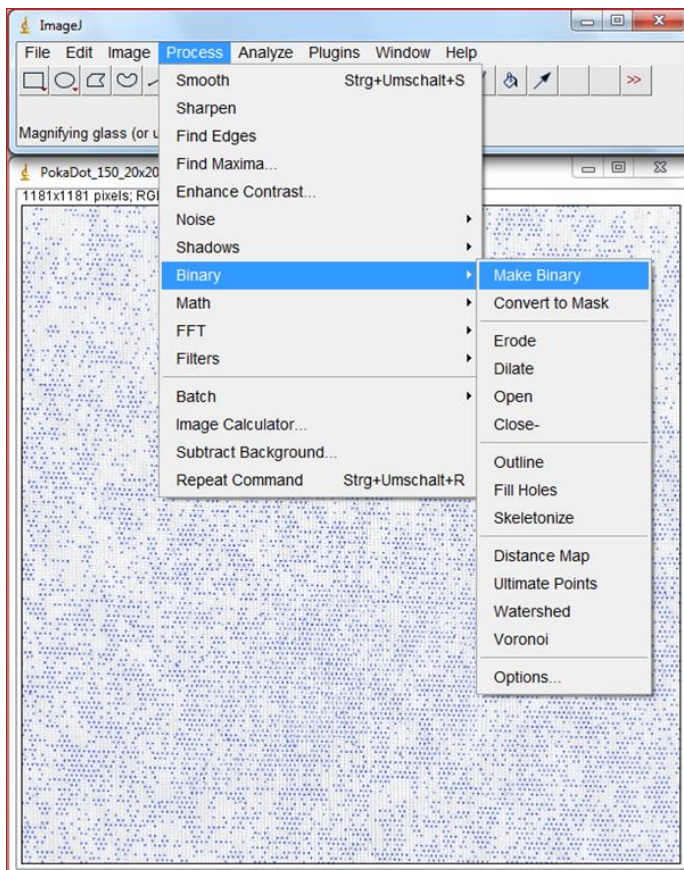 ImageJ
File Edit Image Process Analyze Plugins Window Help
>>
Magnifying glass (or u
PokaDot_150_20x20
1181x1181 pixels; RG
Smooth Strg+Umschalt+S
Sharpen
Find Edges
Find Maxima...
Enhance Contrast...
Noise
Shadows
Binary
Math
FFT
Filters
Batch
Image Calculator...
Subtract Background...
Repeat Command Strg+Umschalt+R
Make Binary
Convert to Mask
Erode
Dilate
Open
Close-
Outline
Fill Holes
Skeletonize
Distance Map
Ultimate Points
Watershed
Voronoi
Options...